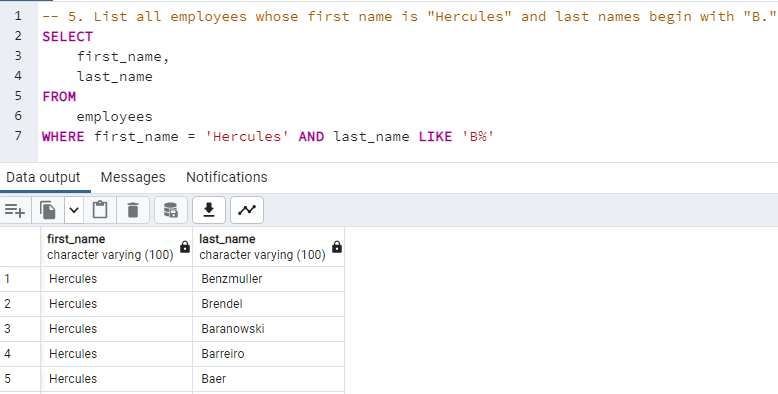 1 -- 5. List all employees whose first name is "Hercules" and last names begin with "B."
2 SELECT
3     first_name,
4     last_name
5 FROM
6     employees
7 WHERE first_name = 'Hercules' AND last_name LIKE 'B%'
Data output Messages Notifications
first_name last_name
character varying (100) character varying (100)
1 Hercules Benzmuller
2 Hercules Brendel
3 Hercules Baranowski
4 Hercules Barreiro
5 Hercules Baer